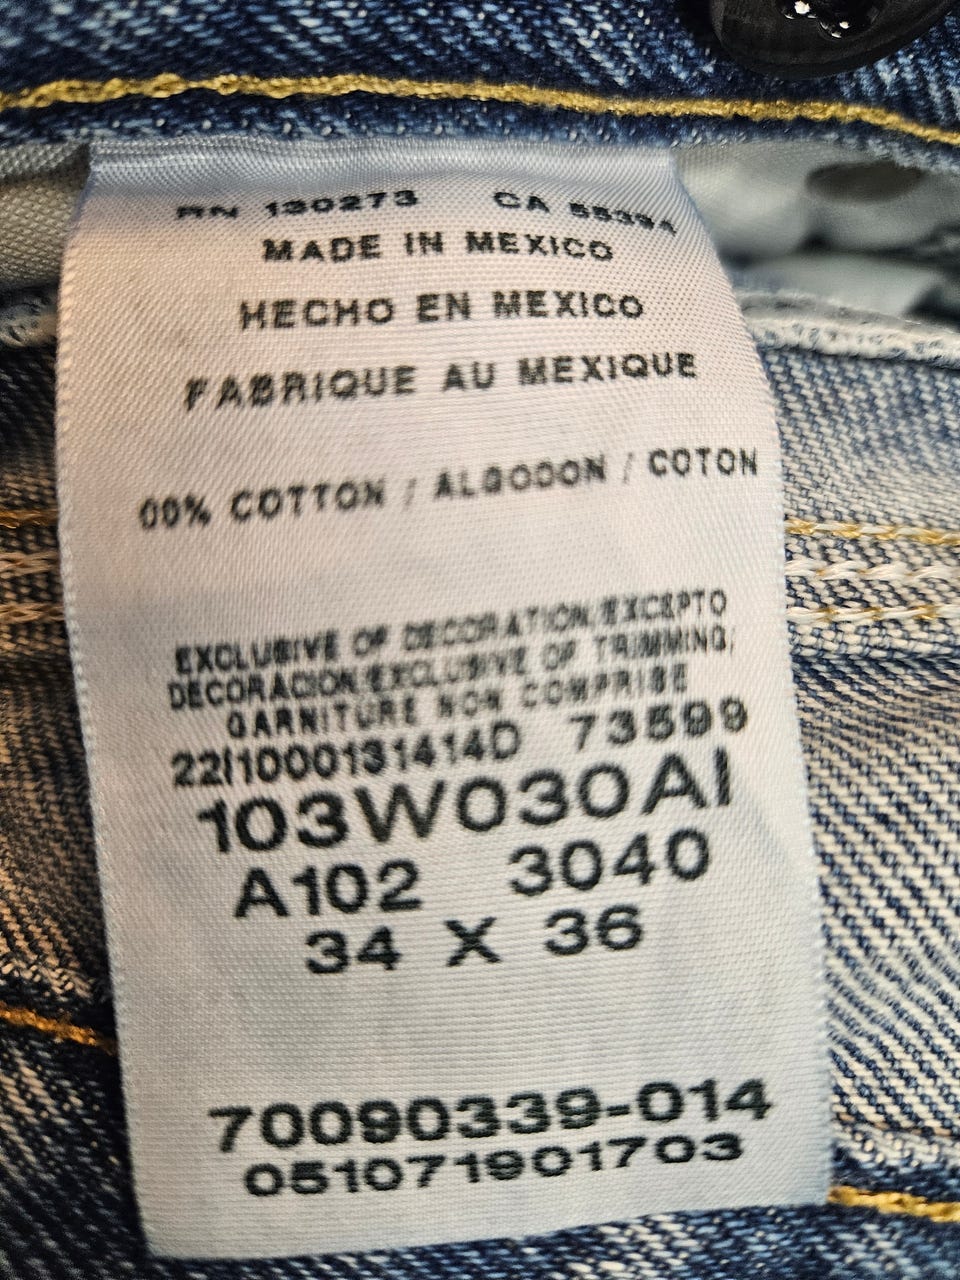 RN 130273 CA 55394
MADE IN MEXICO
HECHO EN MEXICO
FABRIQUE AU MEXIQUE
00% COTTON / ALGODON / COTON
EXCLUSIVE OF DECORATION/EXCEPTO
DECORACION/EXCLUSIVE OF TRIMMING;
GARNITURE NON COMPRISE
22I1000131414D 73599
103W030AI
A102 3040
34 X 36
70090339-014
051071901703